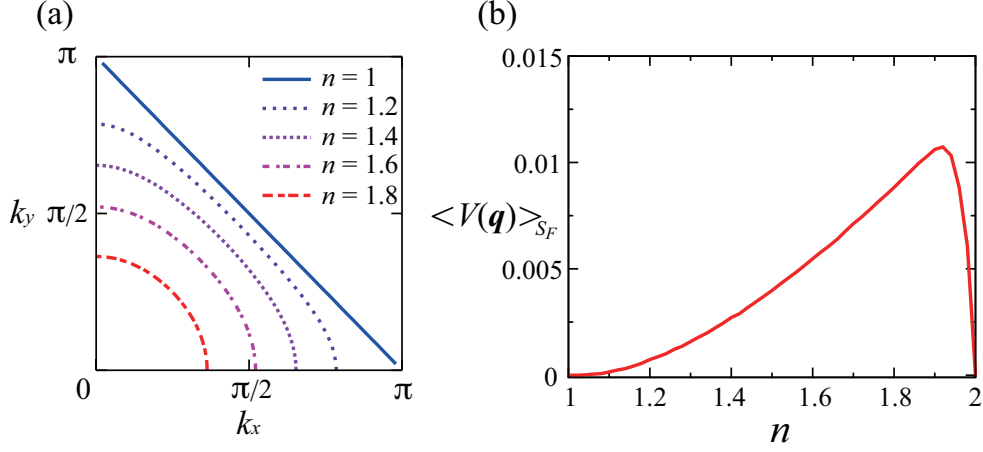 (a)
π
n = 1
n = 1.2
n = 1.4
n = 1.6
n = 1.8
ky π/2
0 π/2 π
kx
(b)
0.015
0.01
<V(q)>SF
0.005
0
1 1.2 1.4 1.6 1.8 2
n